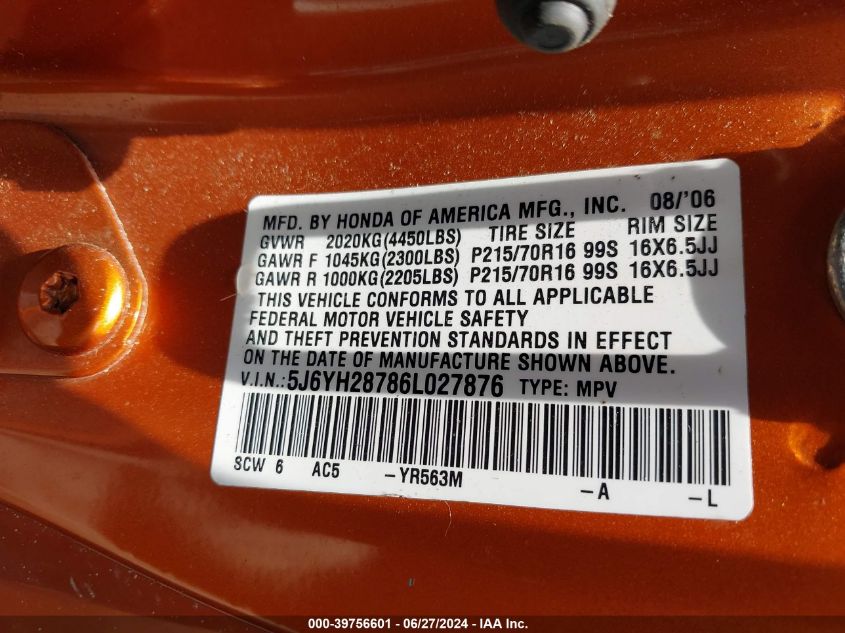 MFD. BY HONDA OF AMERICA MFG., INC. 08/'06
GVWR 2020KG(4450LBS) TIRE SIZE RIM SIZE
GAWR F 1045KG(2300LBS) P215/70R16 99S 16X6.5JJ
GAWR R 1000KG(2205LBS) P215/70R16 99S 16X6.5JJ
THIS VEHICLE CONFORMS TO ALL APPLICABLE
FEDERAL MOTOR VEHICLE SAFETY
AND THEFT PREVENTION STANDARDS IN EFFECT
ON THE DATE OF MANUFACTURE SHOWN ABOVE.
V.I.N.:5J6YH28786L027876 TYPE: MPV
SCW 6 AC5 -YR563M -A -L
000-39756601 - 06/27/2024 - IAA Inc.